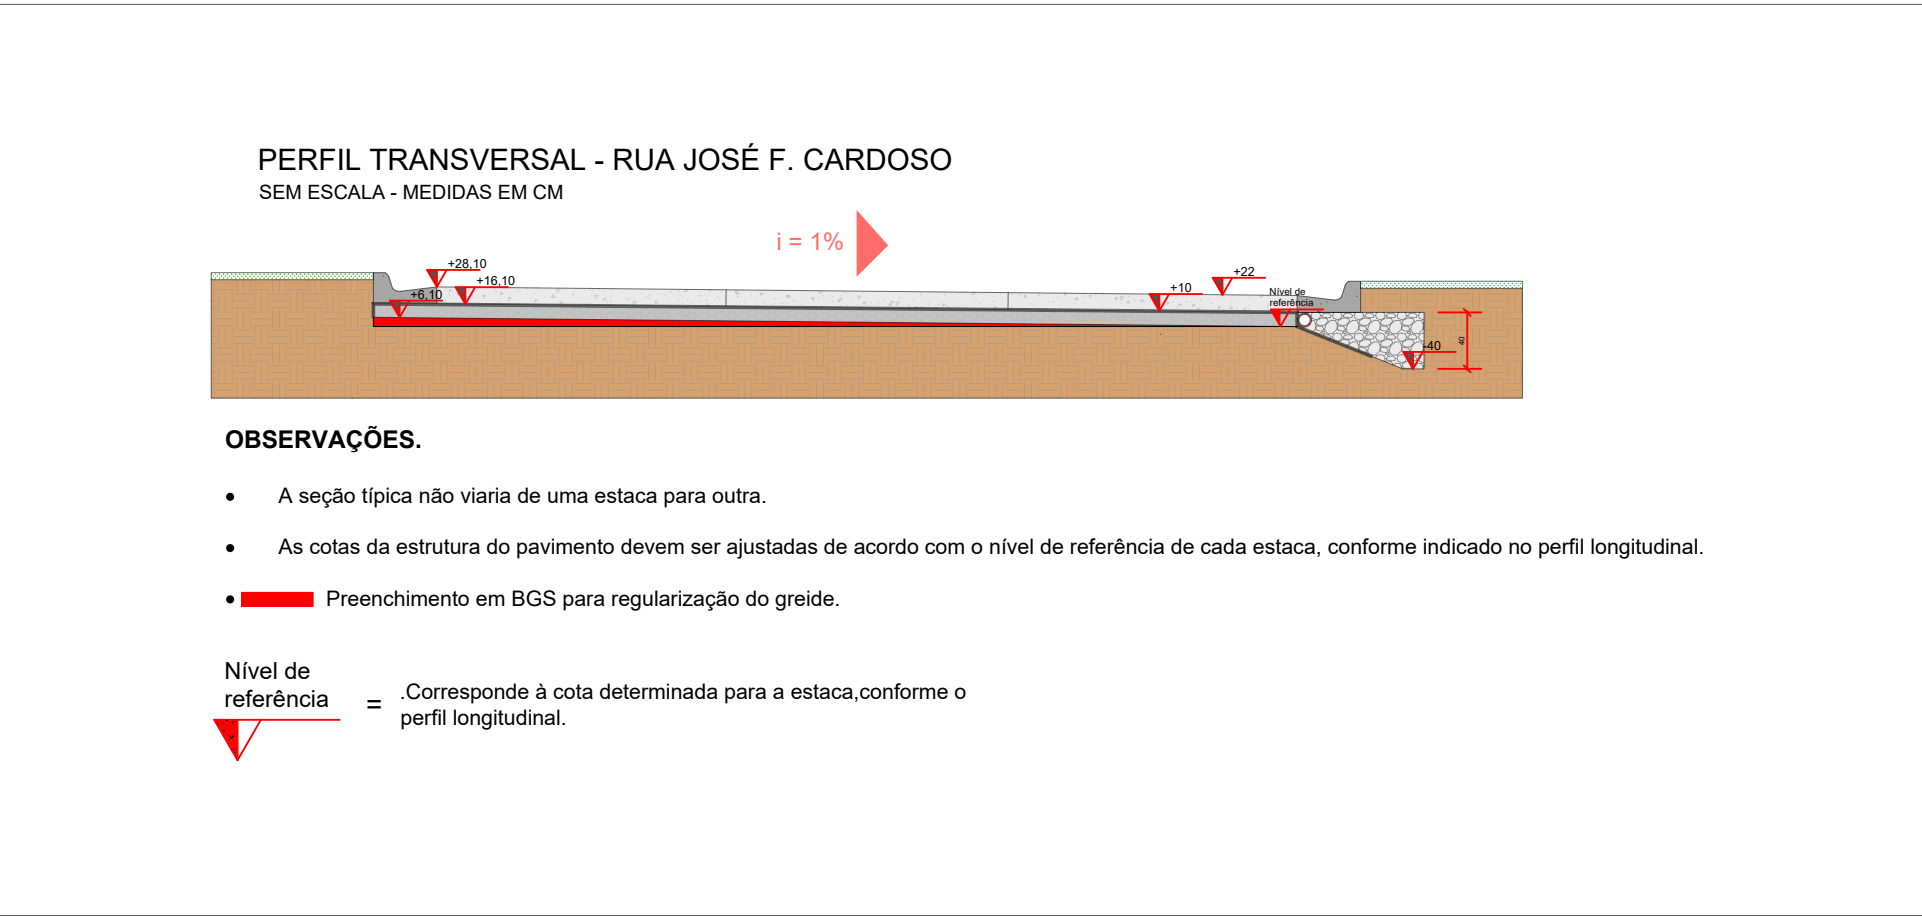 PERFIL TRANSVERSAL - RUA JOSÉ F. CARDOSO
SEM ESCALA - MEDIDAS EM CM
i = 1%
+28,10
+16,10
+6,10
+22
+10
Nível de
referência
-40
40
OBSERVAÇÕES.
• A seção típica não viaria de uma estaca para outra.
• As cotas da estrutura do pavimento devem ser ajustadas de acordo com o nível de referência de cada estaca, conforme indicado no perfil longitudinal.
• Preenchimento em BGS para regularização do greide.
Nível de
referência
=
.Corresponde à cota determinada para a estaca,conforme o
perfil longitudinal.